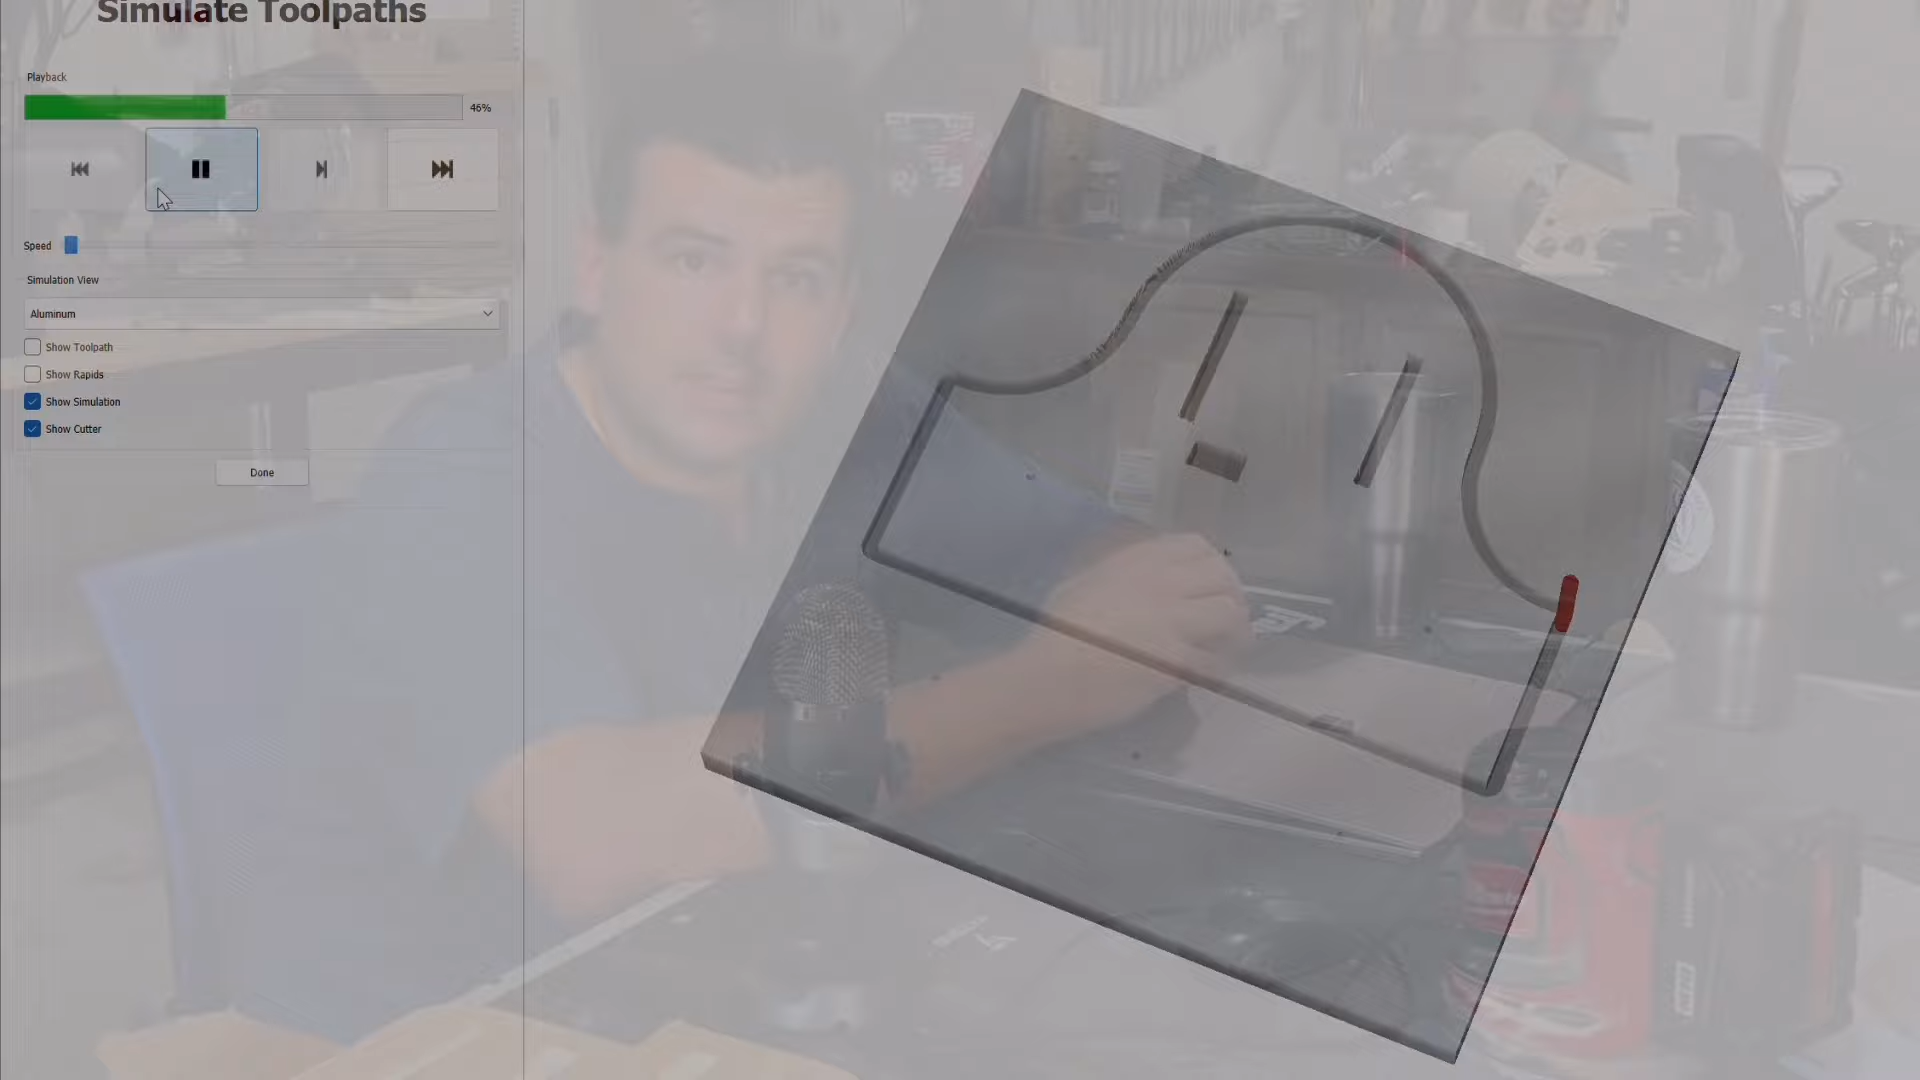 Simulate Toolpaths
Playback
46%
Speed
Simulation View
Aluminum
Show Toolpath
Show Rapids
Show Simulation
Show Cutter
Done